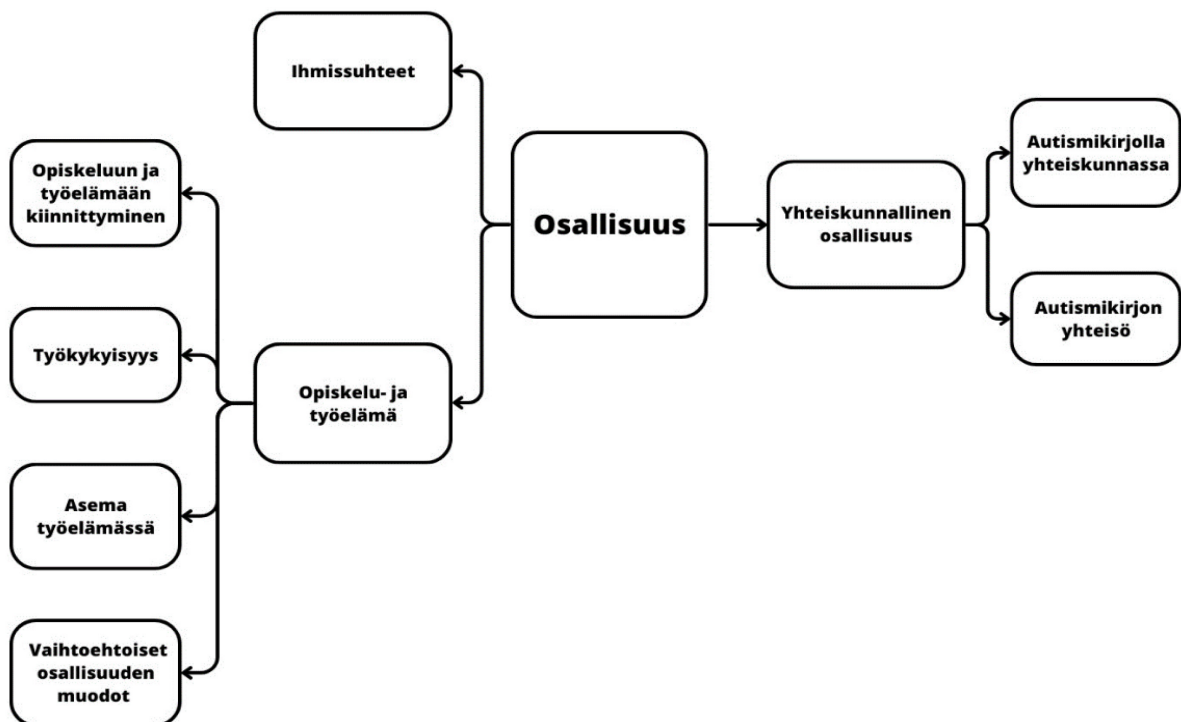 Ihmissuhteet
Opiskeluun ja
työelämään
kiinnittyminen
Työkykyisyys
Asema
työelämässä
Vaihtoehtoiset
osallisuuden
muodot
Opiskelu- ja
työelämä
Osallisuus
Yhteiskunnallinen
osallisuus
Autismikirjolla
yhteiskunnassa
Autismikirjon
yhteisö